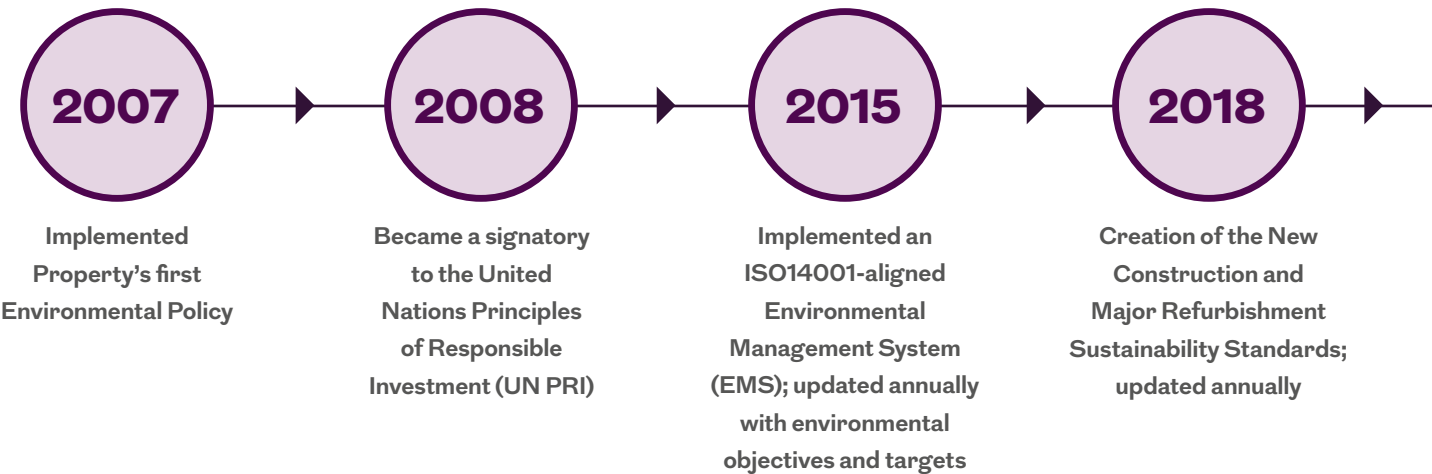 2007
Implemented
Property's first
Environmental Policy
2008
Became a signatory
to the United
Nations Principles
of Responsible
Investment (UN PRI)
2015
Implemented an
ISO14001-aligned
Environmental
Management System
(EMS); updated annually
with environmental
objectives and targets
2018
Creation of the New
Construction and
Major Refurbishment
Sustainability Standards;
updated annually